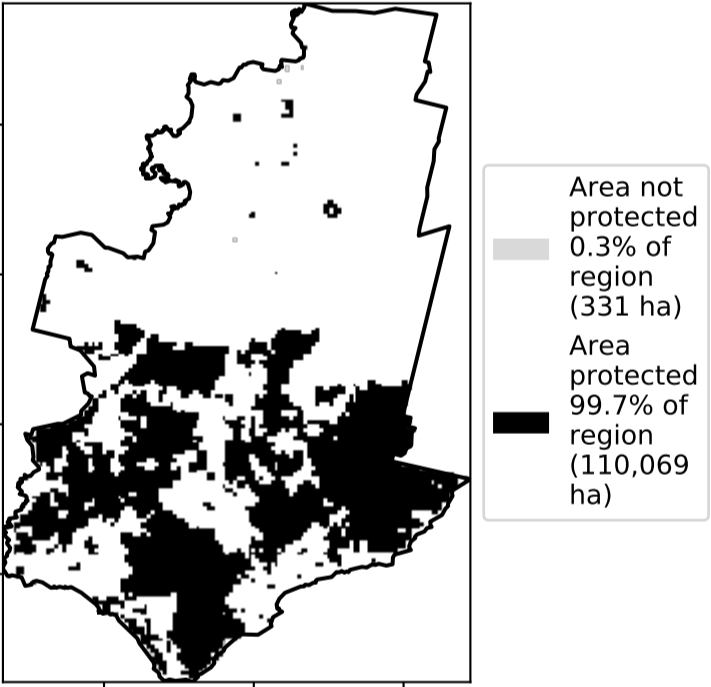 Area not
protected
0.3% of
region
(331 ha)
Area
protected
99.7% of
region
(110,069
ha)